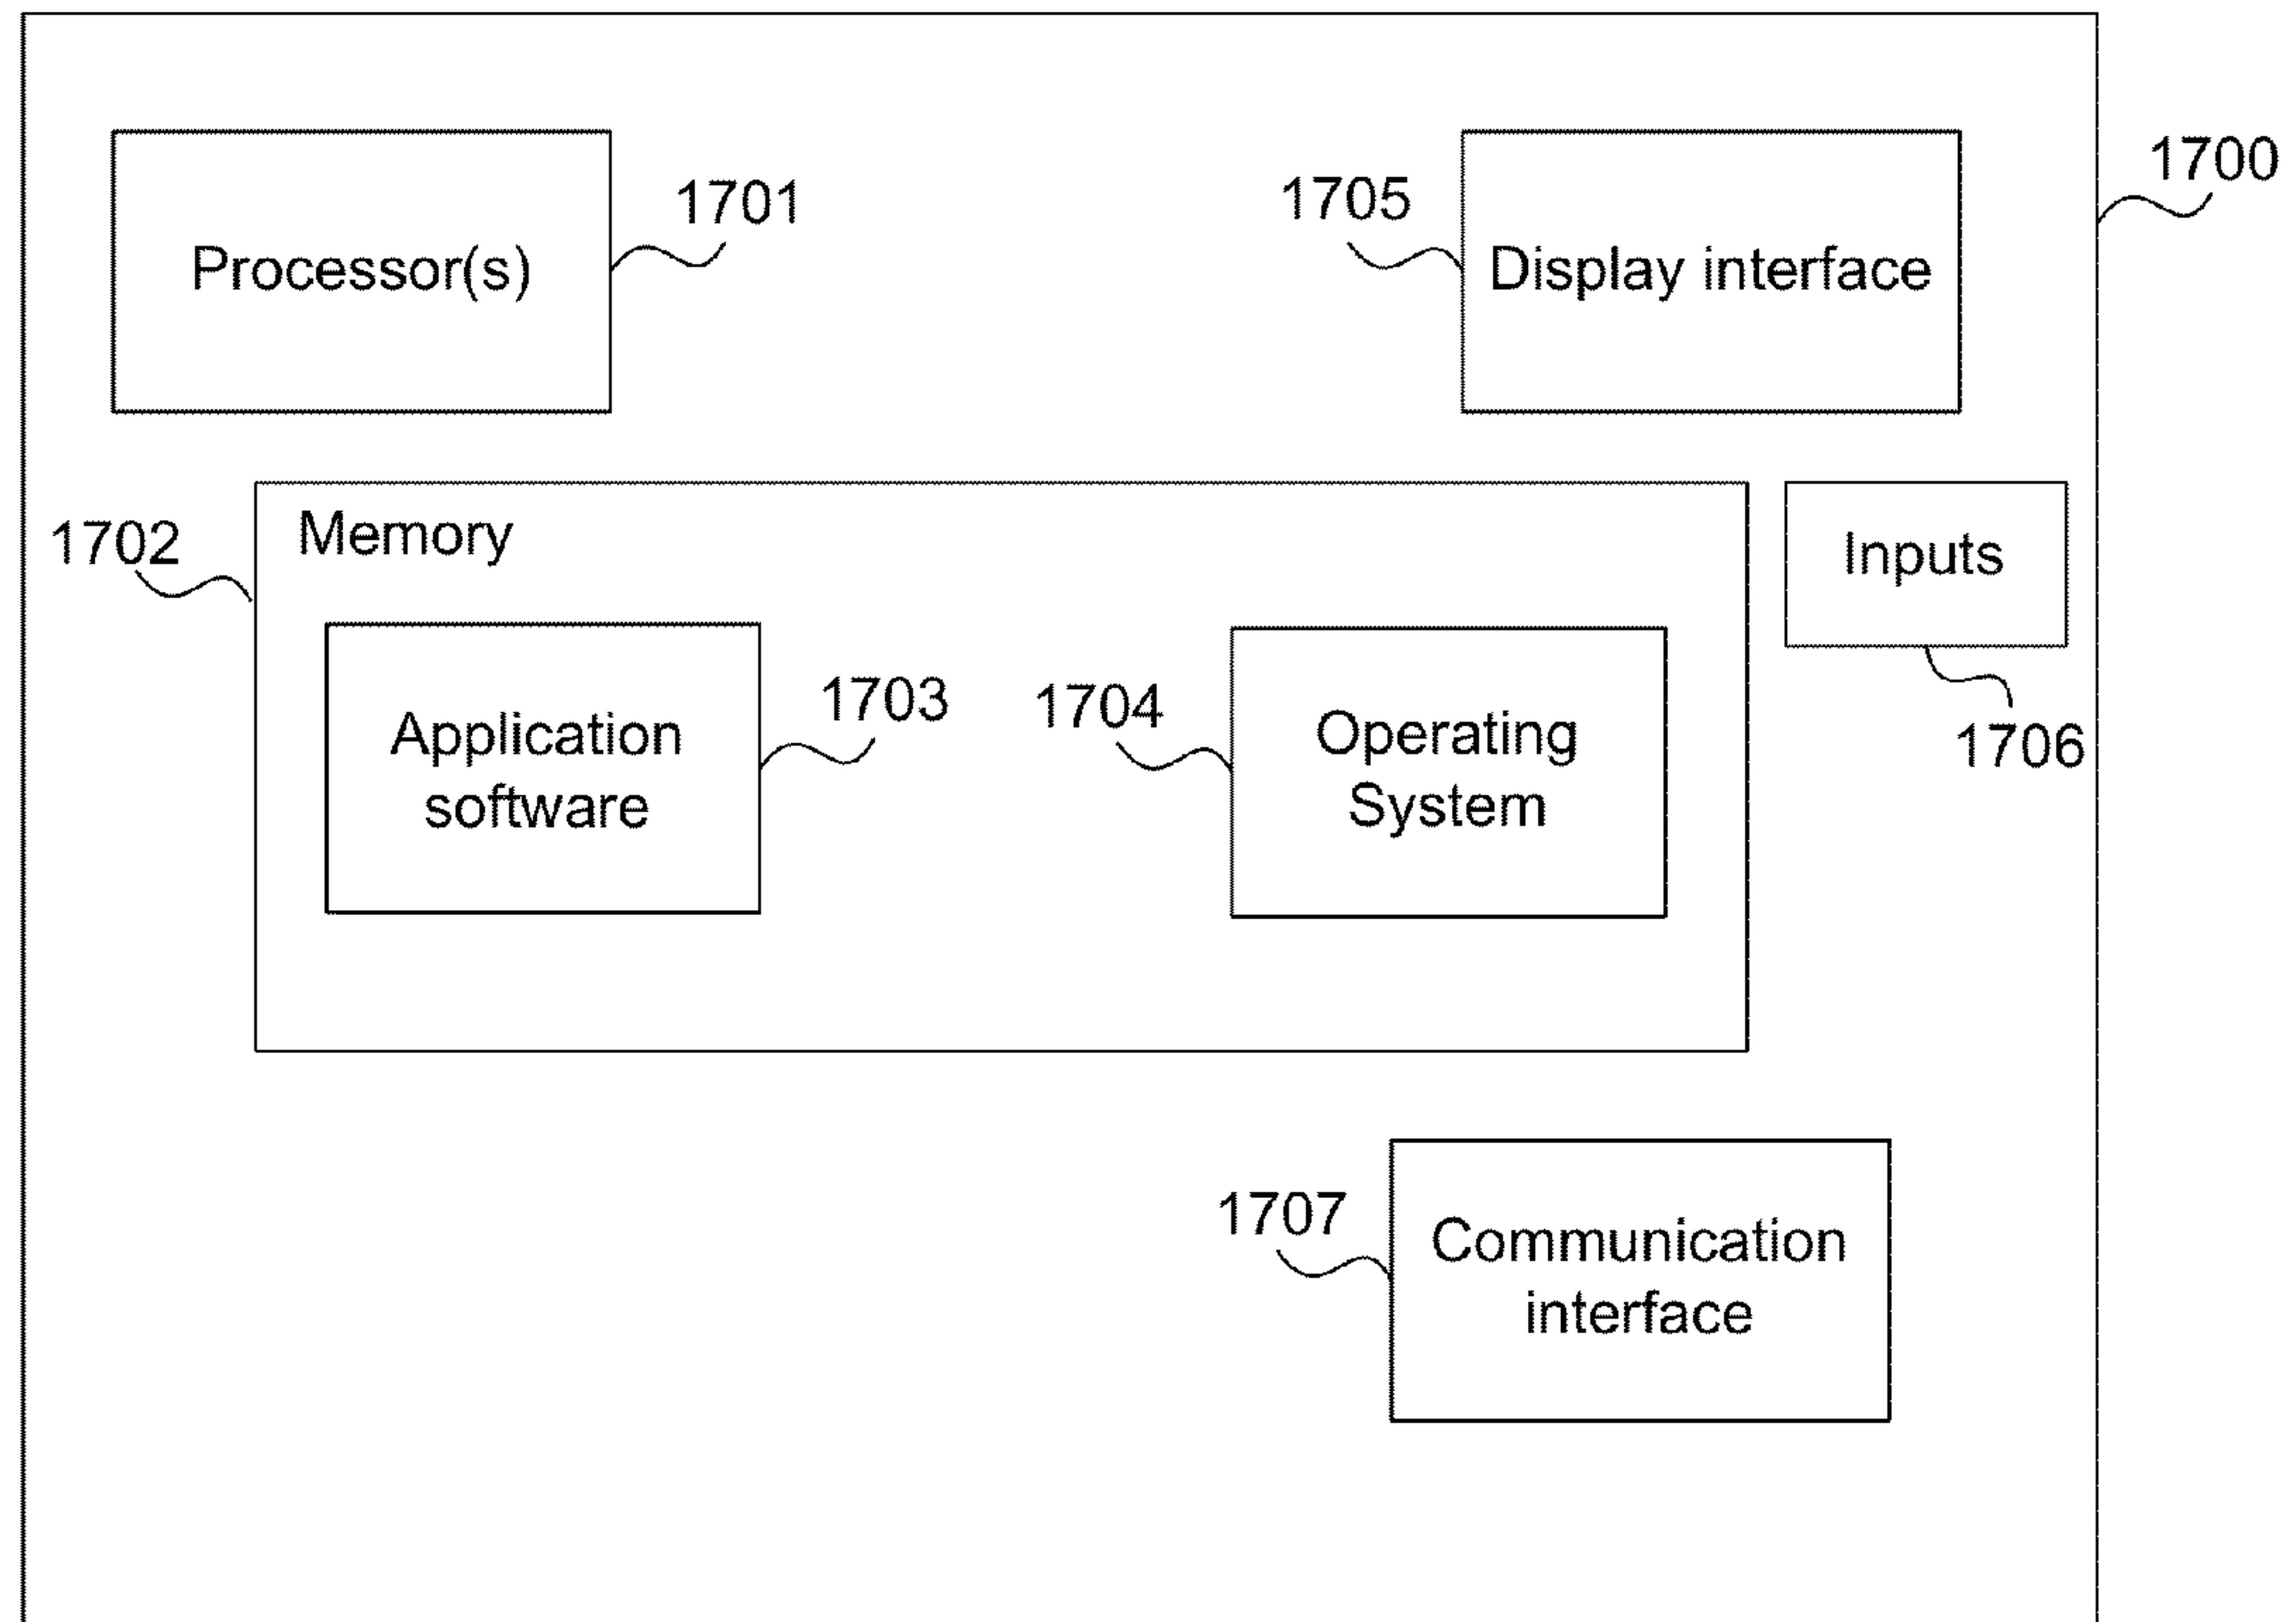 1700
Processor(s)
1701
1705
Display interface
1702
Memory
Inputs
1706
Application
software
1703
1704
Operating
System
1707
Communication
interface